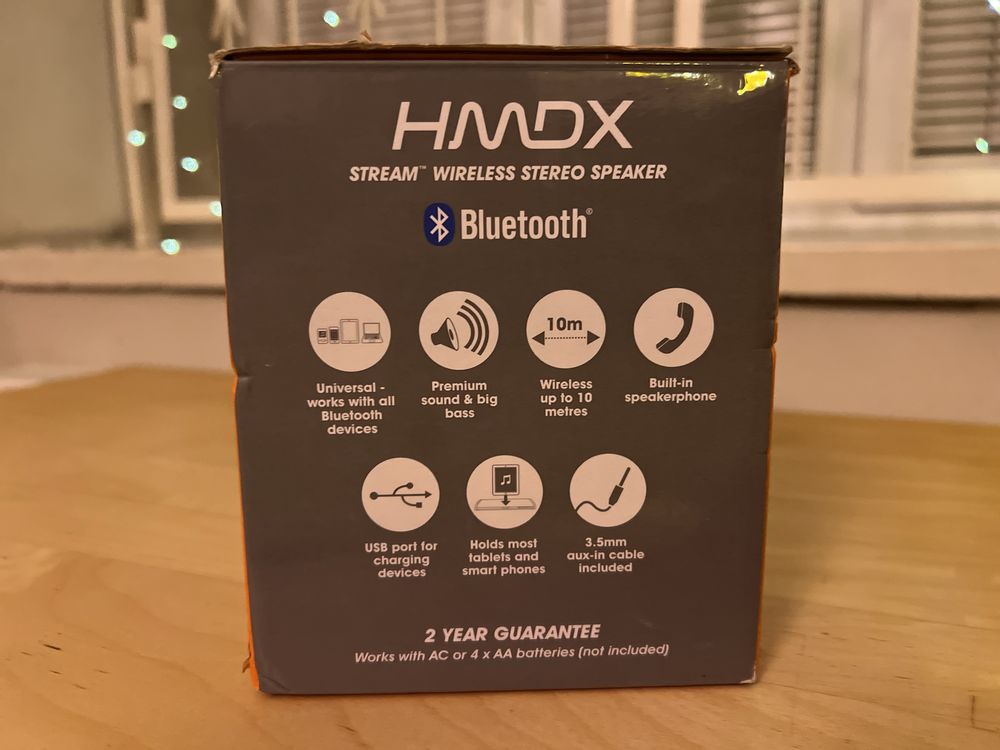 HMDX
STREAM™ WIRELESS STEREO SPEAKER
Bluetooth®
10m
Universal -
works with all
Bluetooth
devices
Premium
sound & big
bass
Wireless
up to 10
metres
Built-in
speakerphone
USB port for
charging
devices
Holds most
tablets and
smart phones
3.5mm
aux-in cable
included
2 YEAR GUARANTEE
Works with AC or 4 x AA batteries (not included)